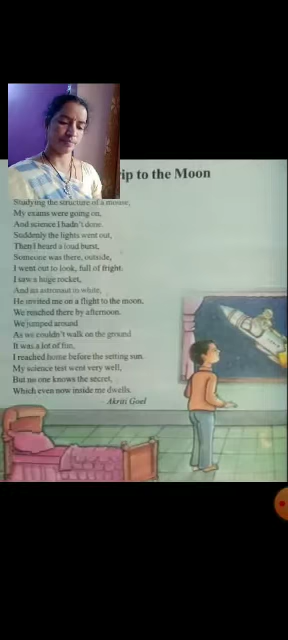 rip to the Moon
Studying the structure of a mouse,
My exams were going on,
And science I hadn't done.
Suddenly the lights went out,
Then I heard a loud burst,
Someone was there, outside,
I went out to look, full of fright.
I saw a huge rocket,
And an astronaut in white,
He invited me on a flight to the moon,
We reached there by afternoon.
We jumped around
As we couldn't walk on the ground.
It was a lot of fun,
I reached home before the setting sun.
My science test went very well,
But no one knows the secret,
Which even now inside me dwells.
- Akriti Goel